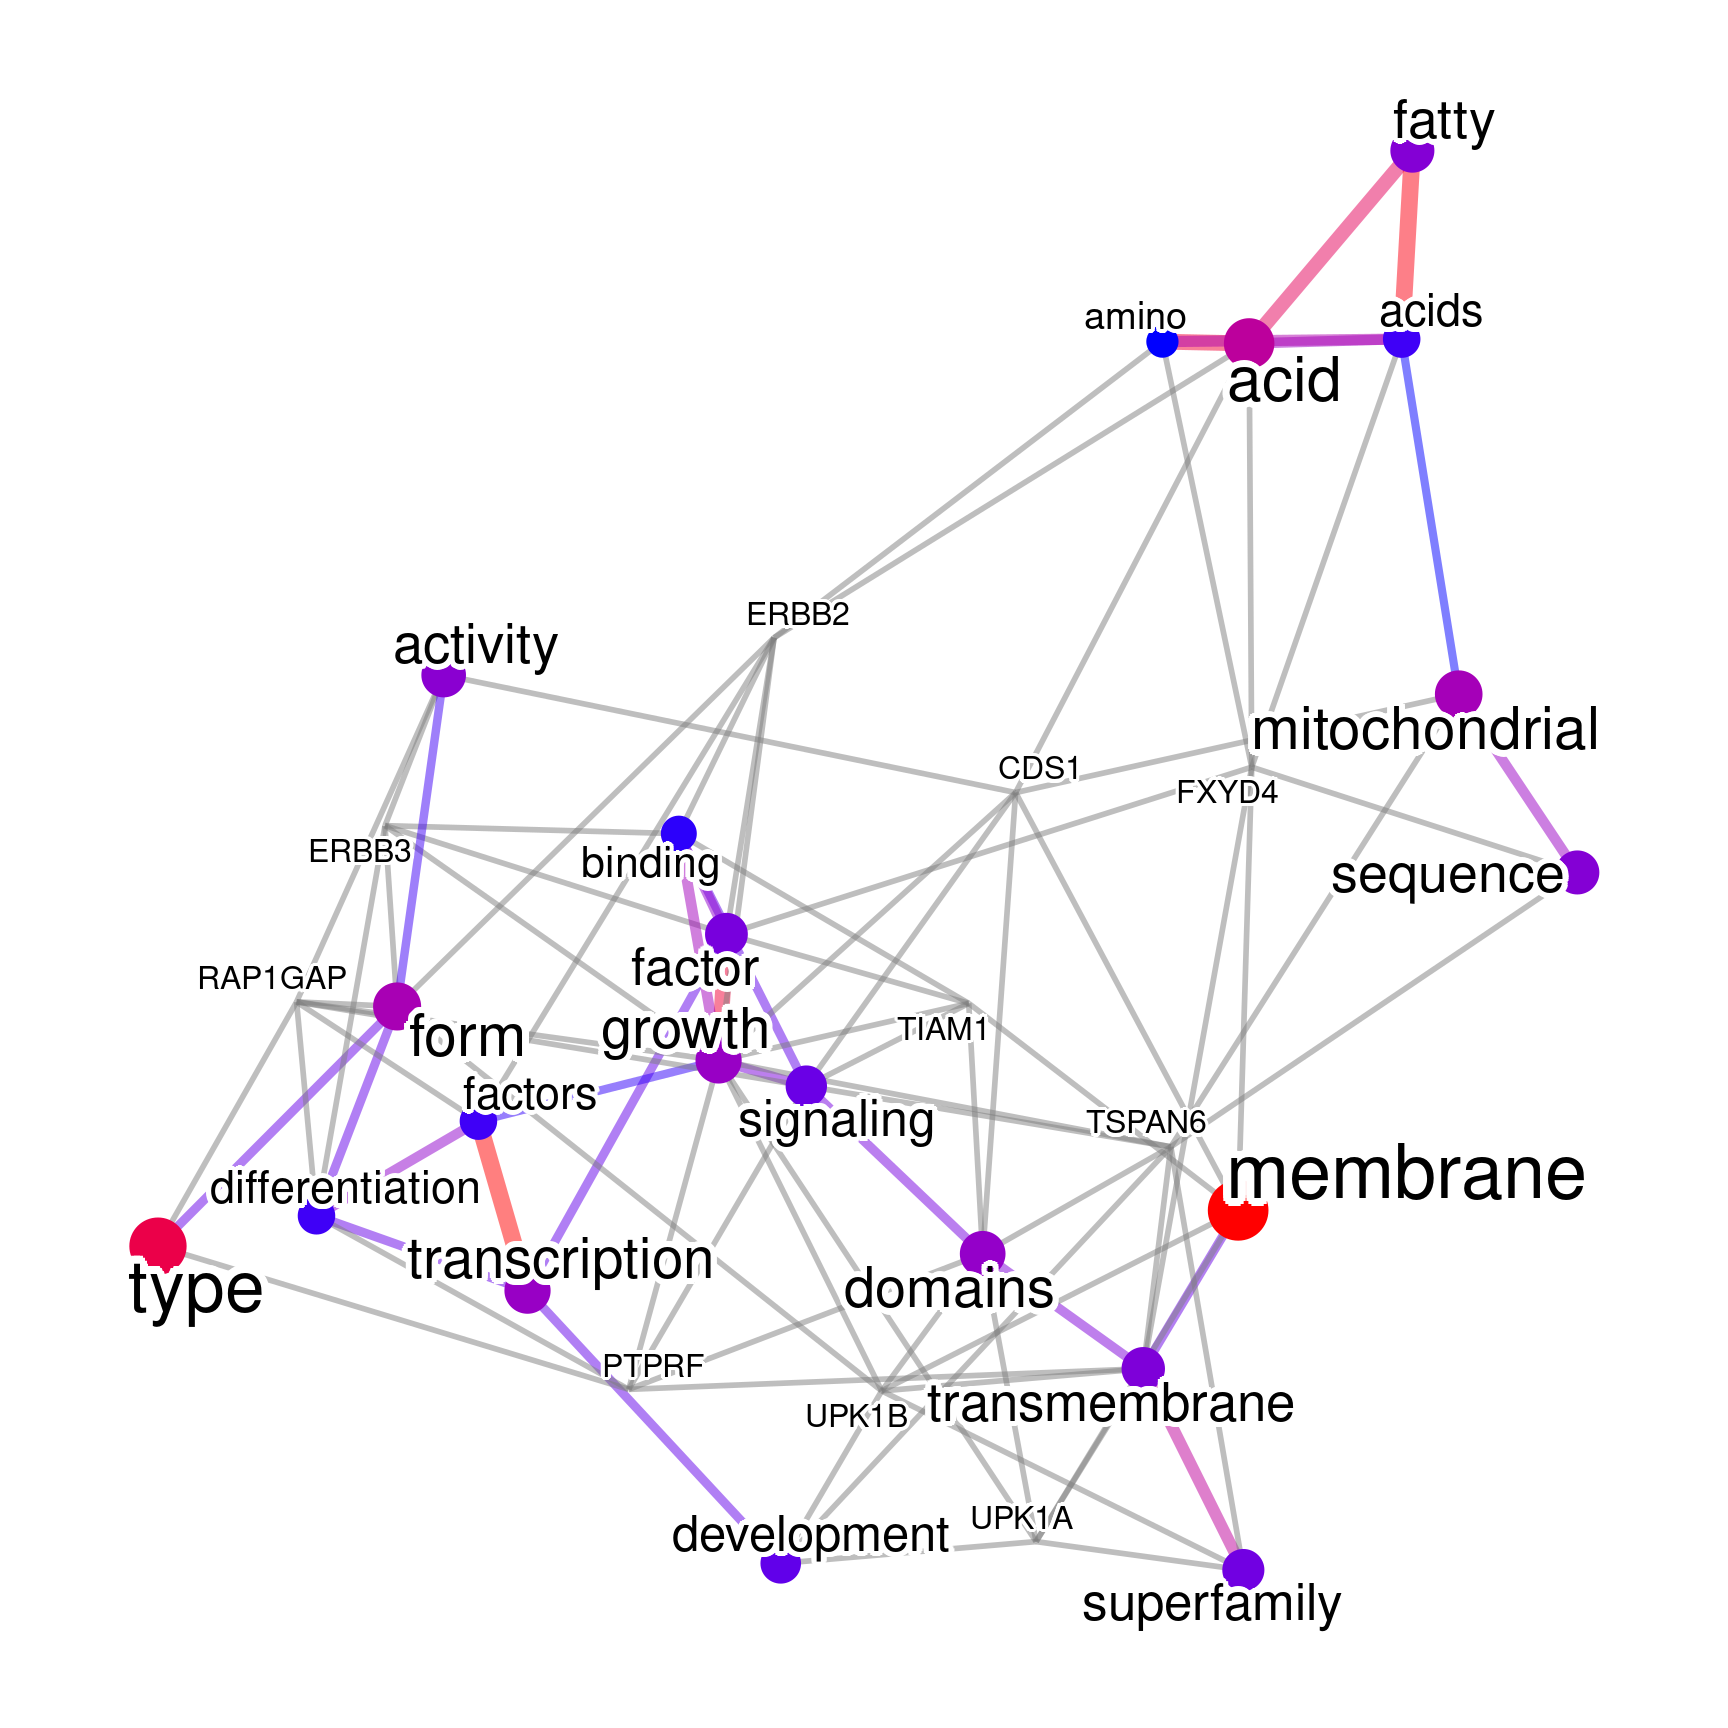 fatty
amino
acids
acid
ERBB2
activity
mitochondrial
CDS1
FXYD4
ERBB3
binding
sequence
factor
RAP1GAP
growth
form
TIAM1
factors
signaling
TSPAN6
membrane
differentiation
transcription
type
domains
PTPRF
transmembrane
UPK1B
UPK1A
development
superfamily